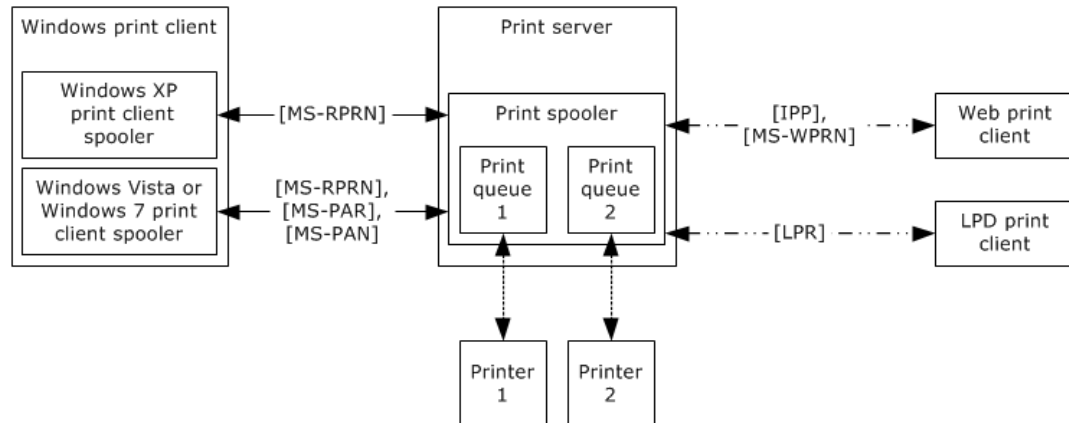 Windows print client
Windows XP
print client
spooler
Windows Vista or
Windows 7 print
client spooler
[MS-RPRN]
[MS-RPRN],
[MS-PAR],
[MS-PAN]
Print server
Print spooler
Print
queue
1
Print
queue
2
Printer
1
Printer
2
[IPP],
[MS-WPRN]
[LPR]
Web print
client
LPD print
client